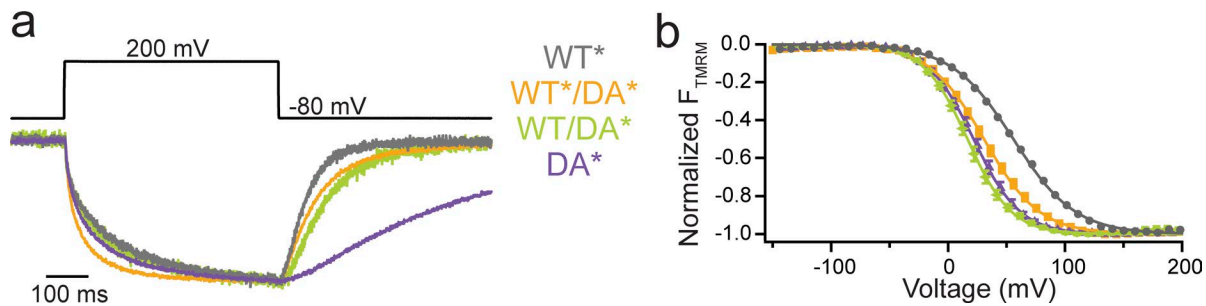 a
200 mV
-80 mV
100 ms
WT*
WT*/DA*
WT/DA*
DA*
b
Normalized F_TMRM
0.0
-0.2
-0.4
-0.6
-0.8
-1.0
-100
0
100
200
Voltage (mV)